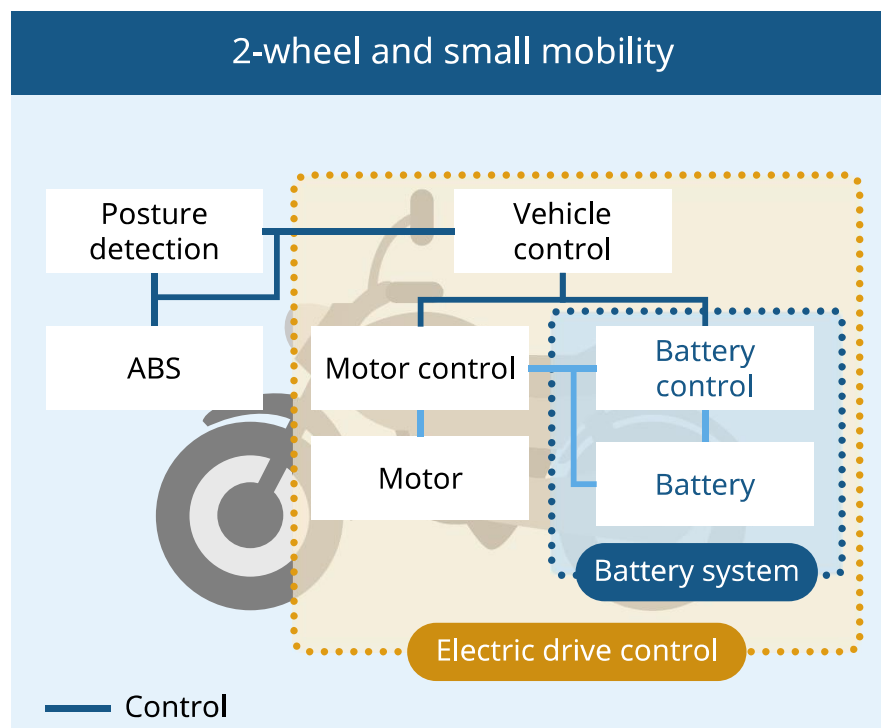 2-wheel and small mobility
Posture
detection
Vehicle
control
ABS
Motor control
Battery
control
Motor
Battery
Battery system
Electric drive control
Control